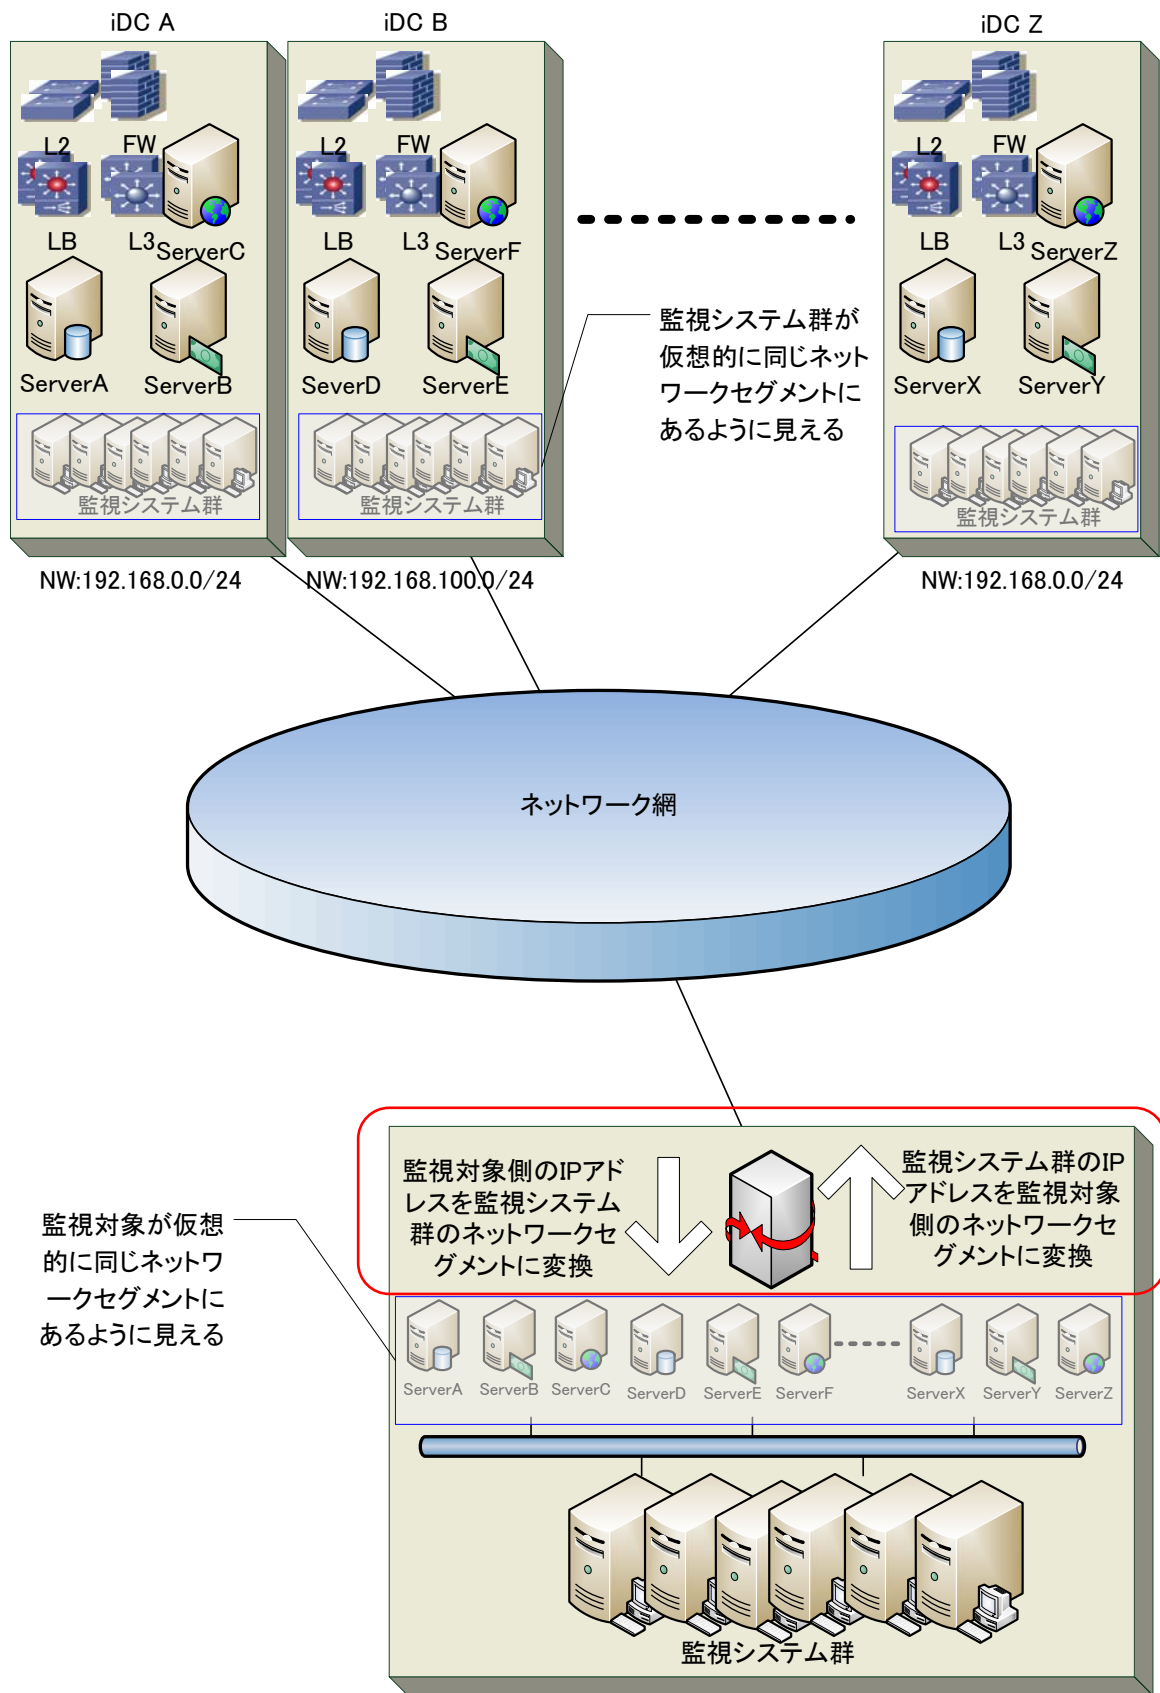 iDC A
iDC B
iDC Z
L2
FW
L2
FW
L2
FW
LB
L3
ServerC
LB
L3
ServerF
LB
L3
ServerZ
ServerA
ServerB
SeverD
ServerE
ServerX
ServerY
監視システム群が
仮想的に同じネット
ワークセグメントに
あるように見える
監視システム群
監視システム群
監視システム群
NW:192.168.0.0/24
NW:192.168.100.0/24
NW:192.168.0.0/24
ネットワーク網
監視対象側のIPアド
レスを監視システム
群のネットワークセ
グメントに変換
監視システム群のIP
アドレスを監視対象
側のネットワークセ
グメントに変換
監視対象が仮想
的に同じネットワ
ークセグメントに
あるように見える
ServerA
ServerB
ServerC
ServerD
ServerE
ServerF
ServerX
ServerY
ServerZ
監視システム群